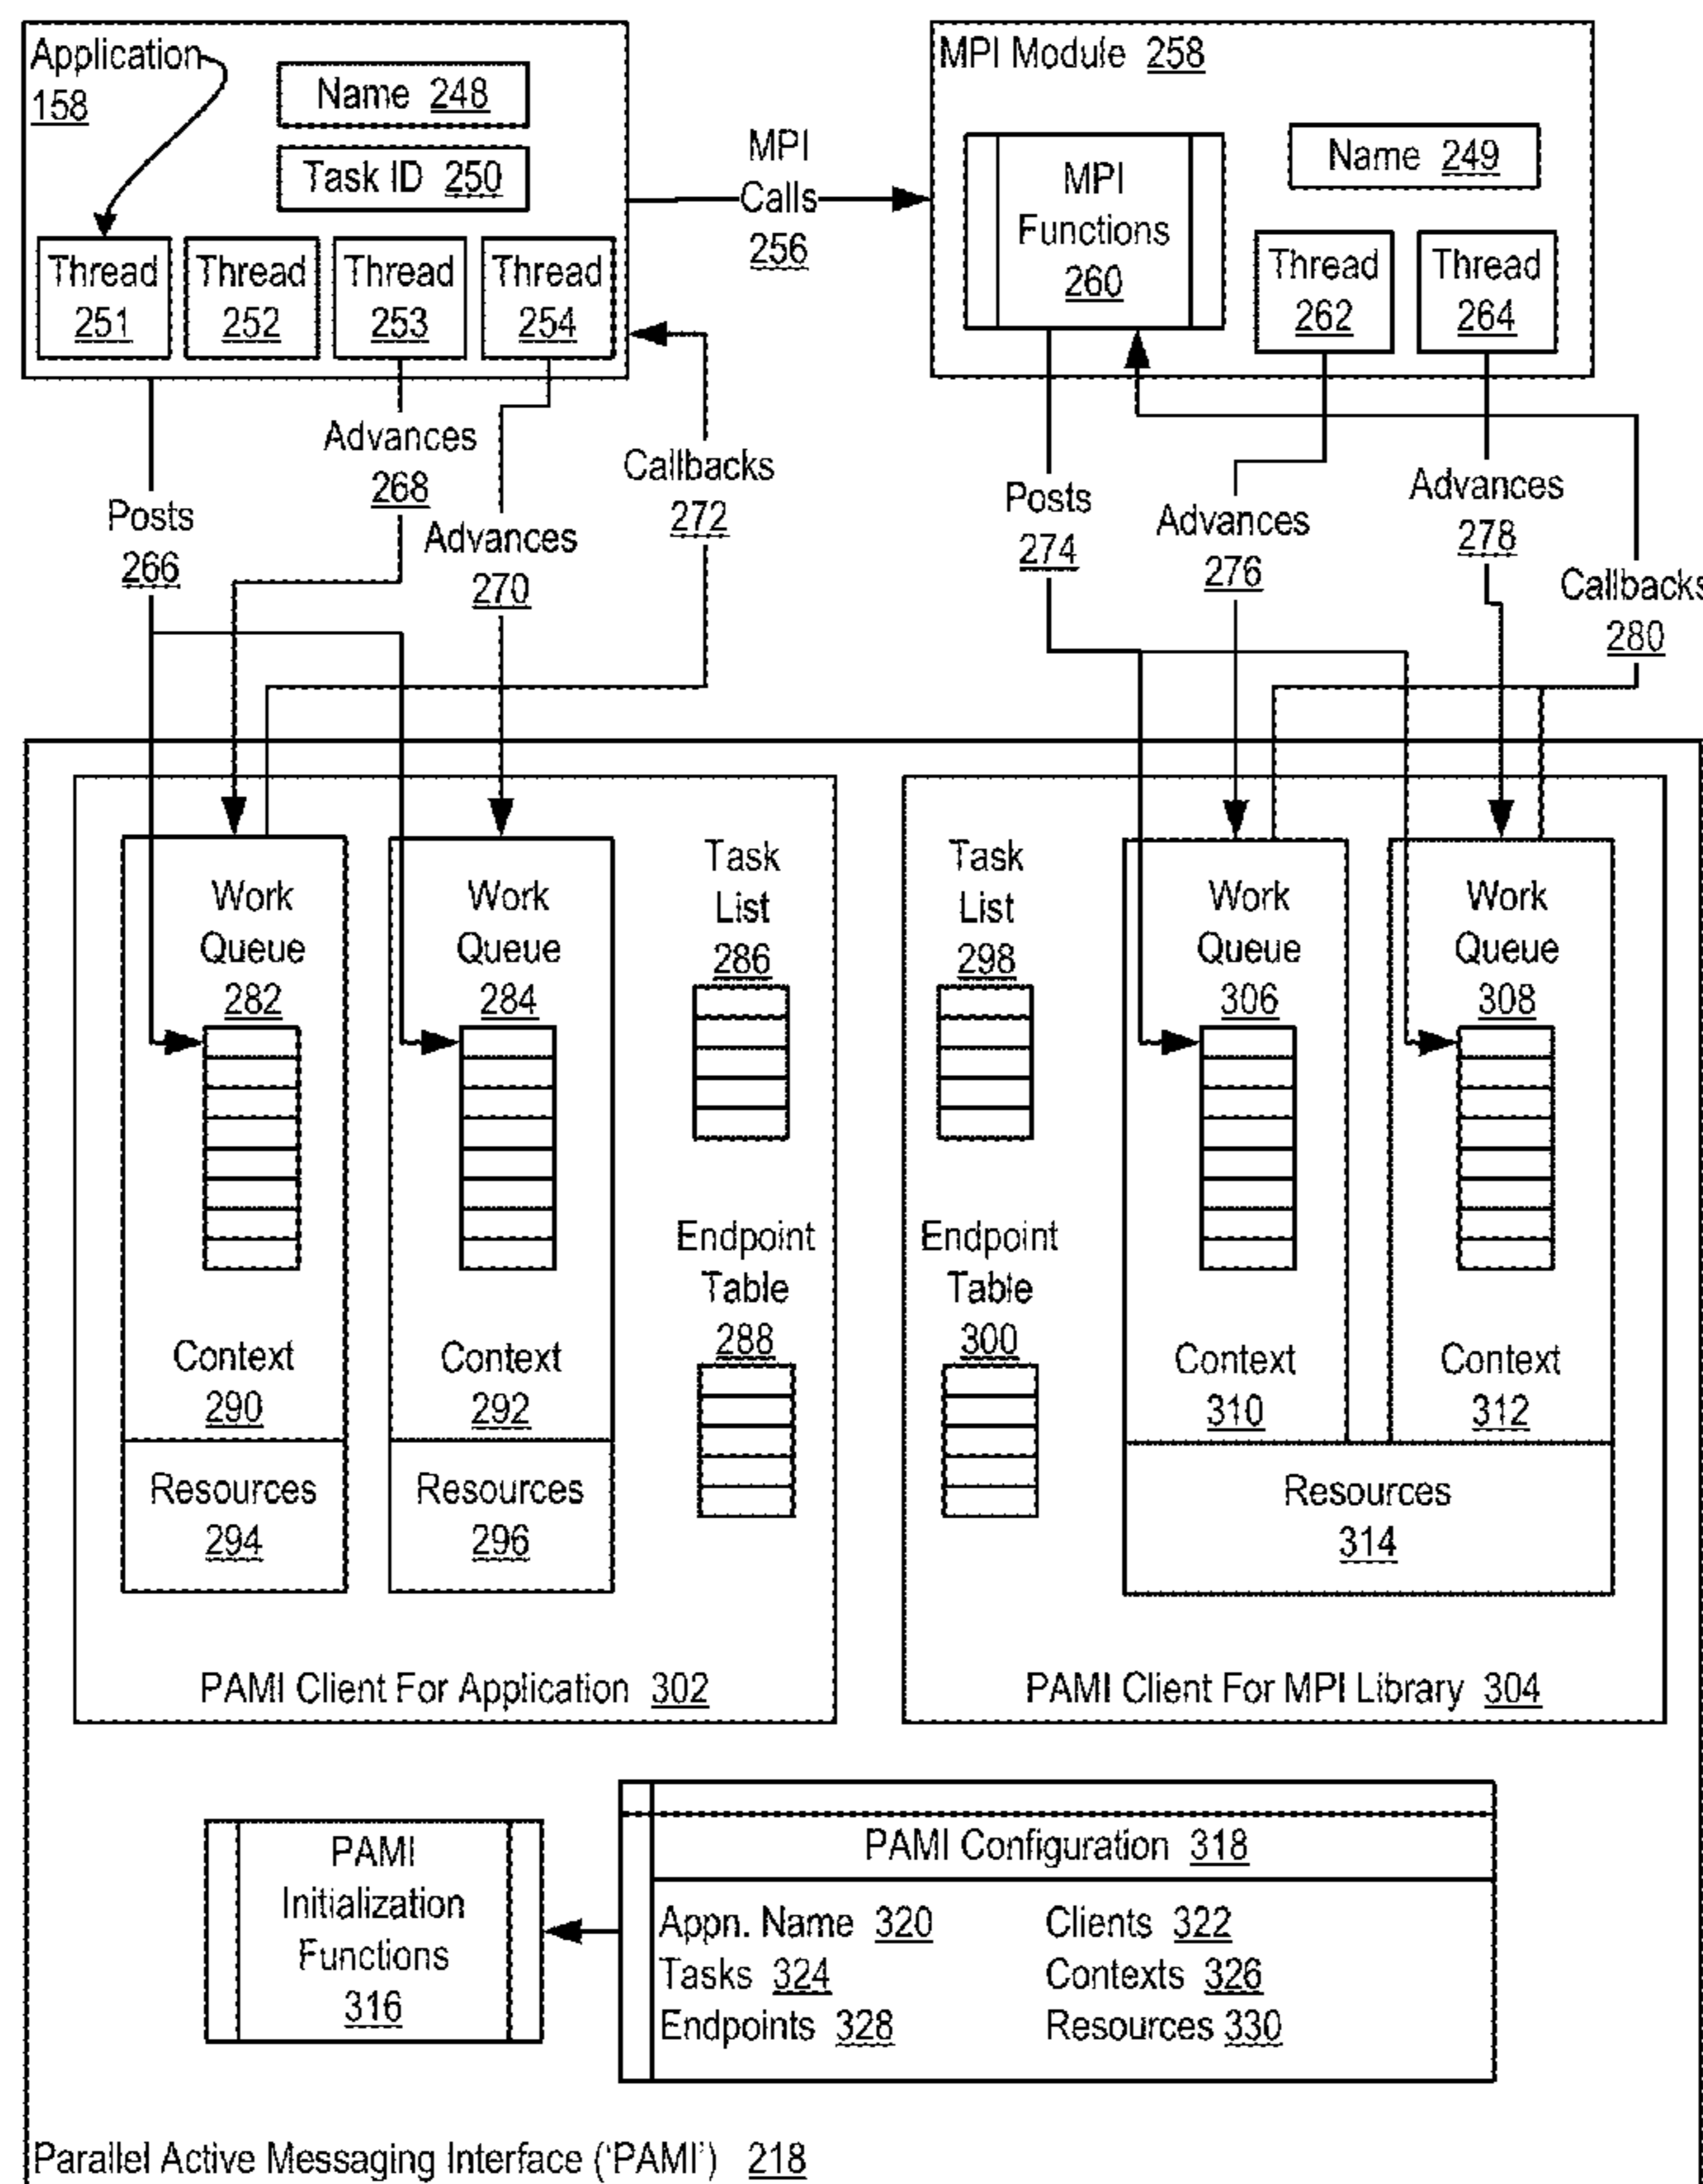 Application
158
Name 248
Task ID 250
Thread
251
Thread
252
Thread
253
Thread
254
MPI
Calls
256
MPI Module 258
MPI
Functions
260
Name 249
Thread
262
Thread
264
Posts
266
Advances
268
Advances
270
Callbacks
272
Posts
274
Advances
276
Advances
278
Callbacks
280
Work
Queue
282
Work
Queue
284
Task
List
286
Endpoint
Table
288
Context
290
Context
292
Resources
294
Resources
296
PAMI Client For Application 302
Task
List
298
Endpoint
Table
300
Work
Queue
306
Work
Queue
308
Context
310
Context
312
Resources
314
PAMI Client For MPI Library 304
PAMI
Initialization
Functions
316
PAMI Configuration 318
Appn. Name 320 Clients 322
Tasks 324 Contexts 326
Endpoints 328 Resources 330
Parallel Active Messaging Interface ('PAMI') 218